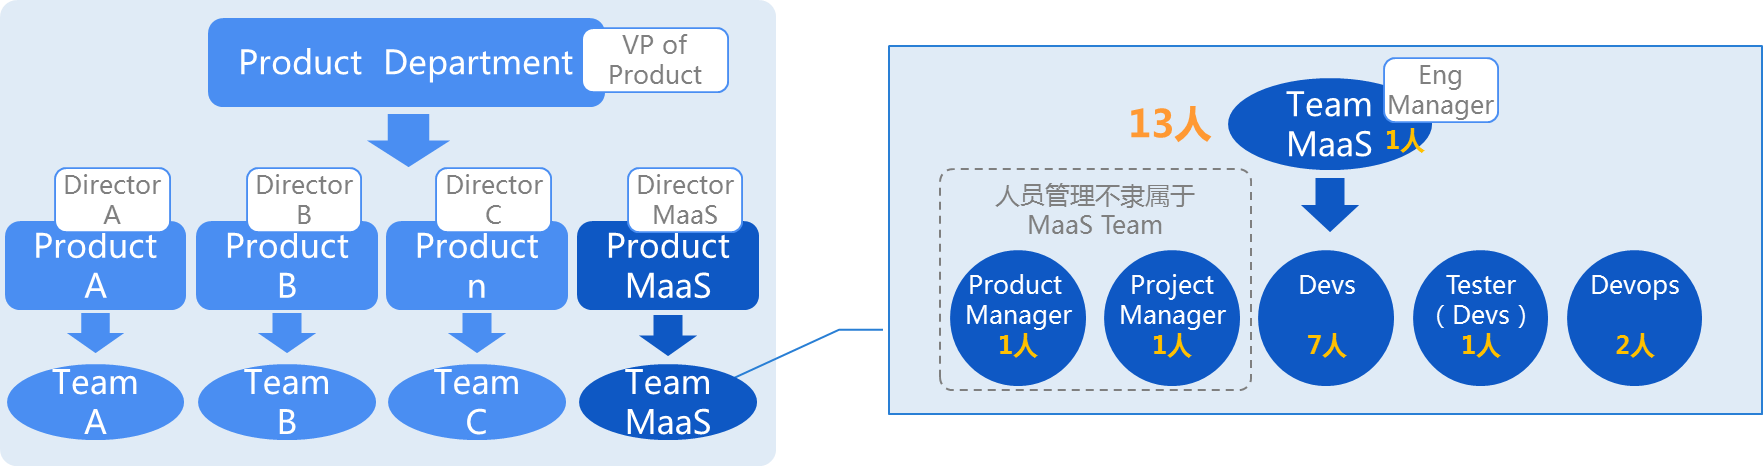 Product Department
VP of
Product
Director
A
Director
B
Director
C
Director
MaaS
Product
A
Product
B
Product
n
Product
MaaS
Team
A
Team
B
Team
C
Team
MaaS
13人
Team
MaaS
Eng
Manager
1人
人员管理不隶属于
MaaS Team
Product
Manager
1人
Project
Manager
1人
Devs
7人
Tester
（Devs）
1人
Devops
2人